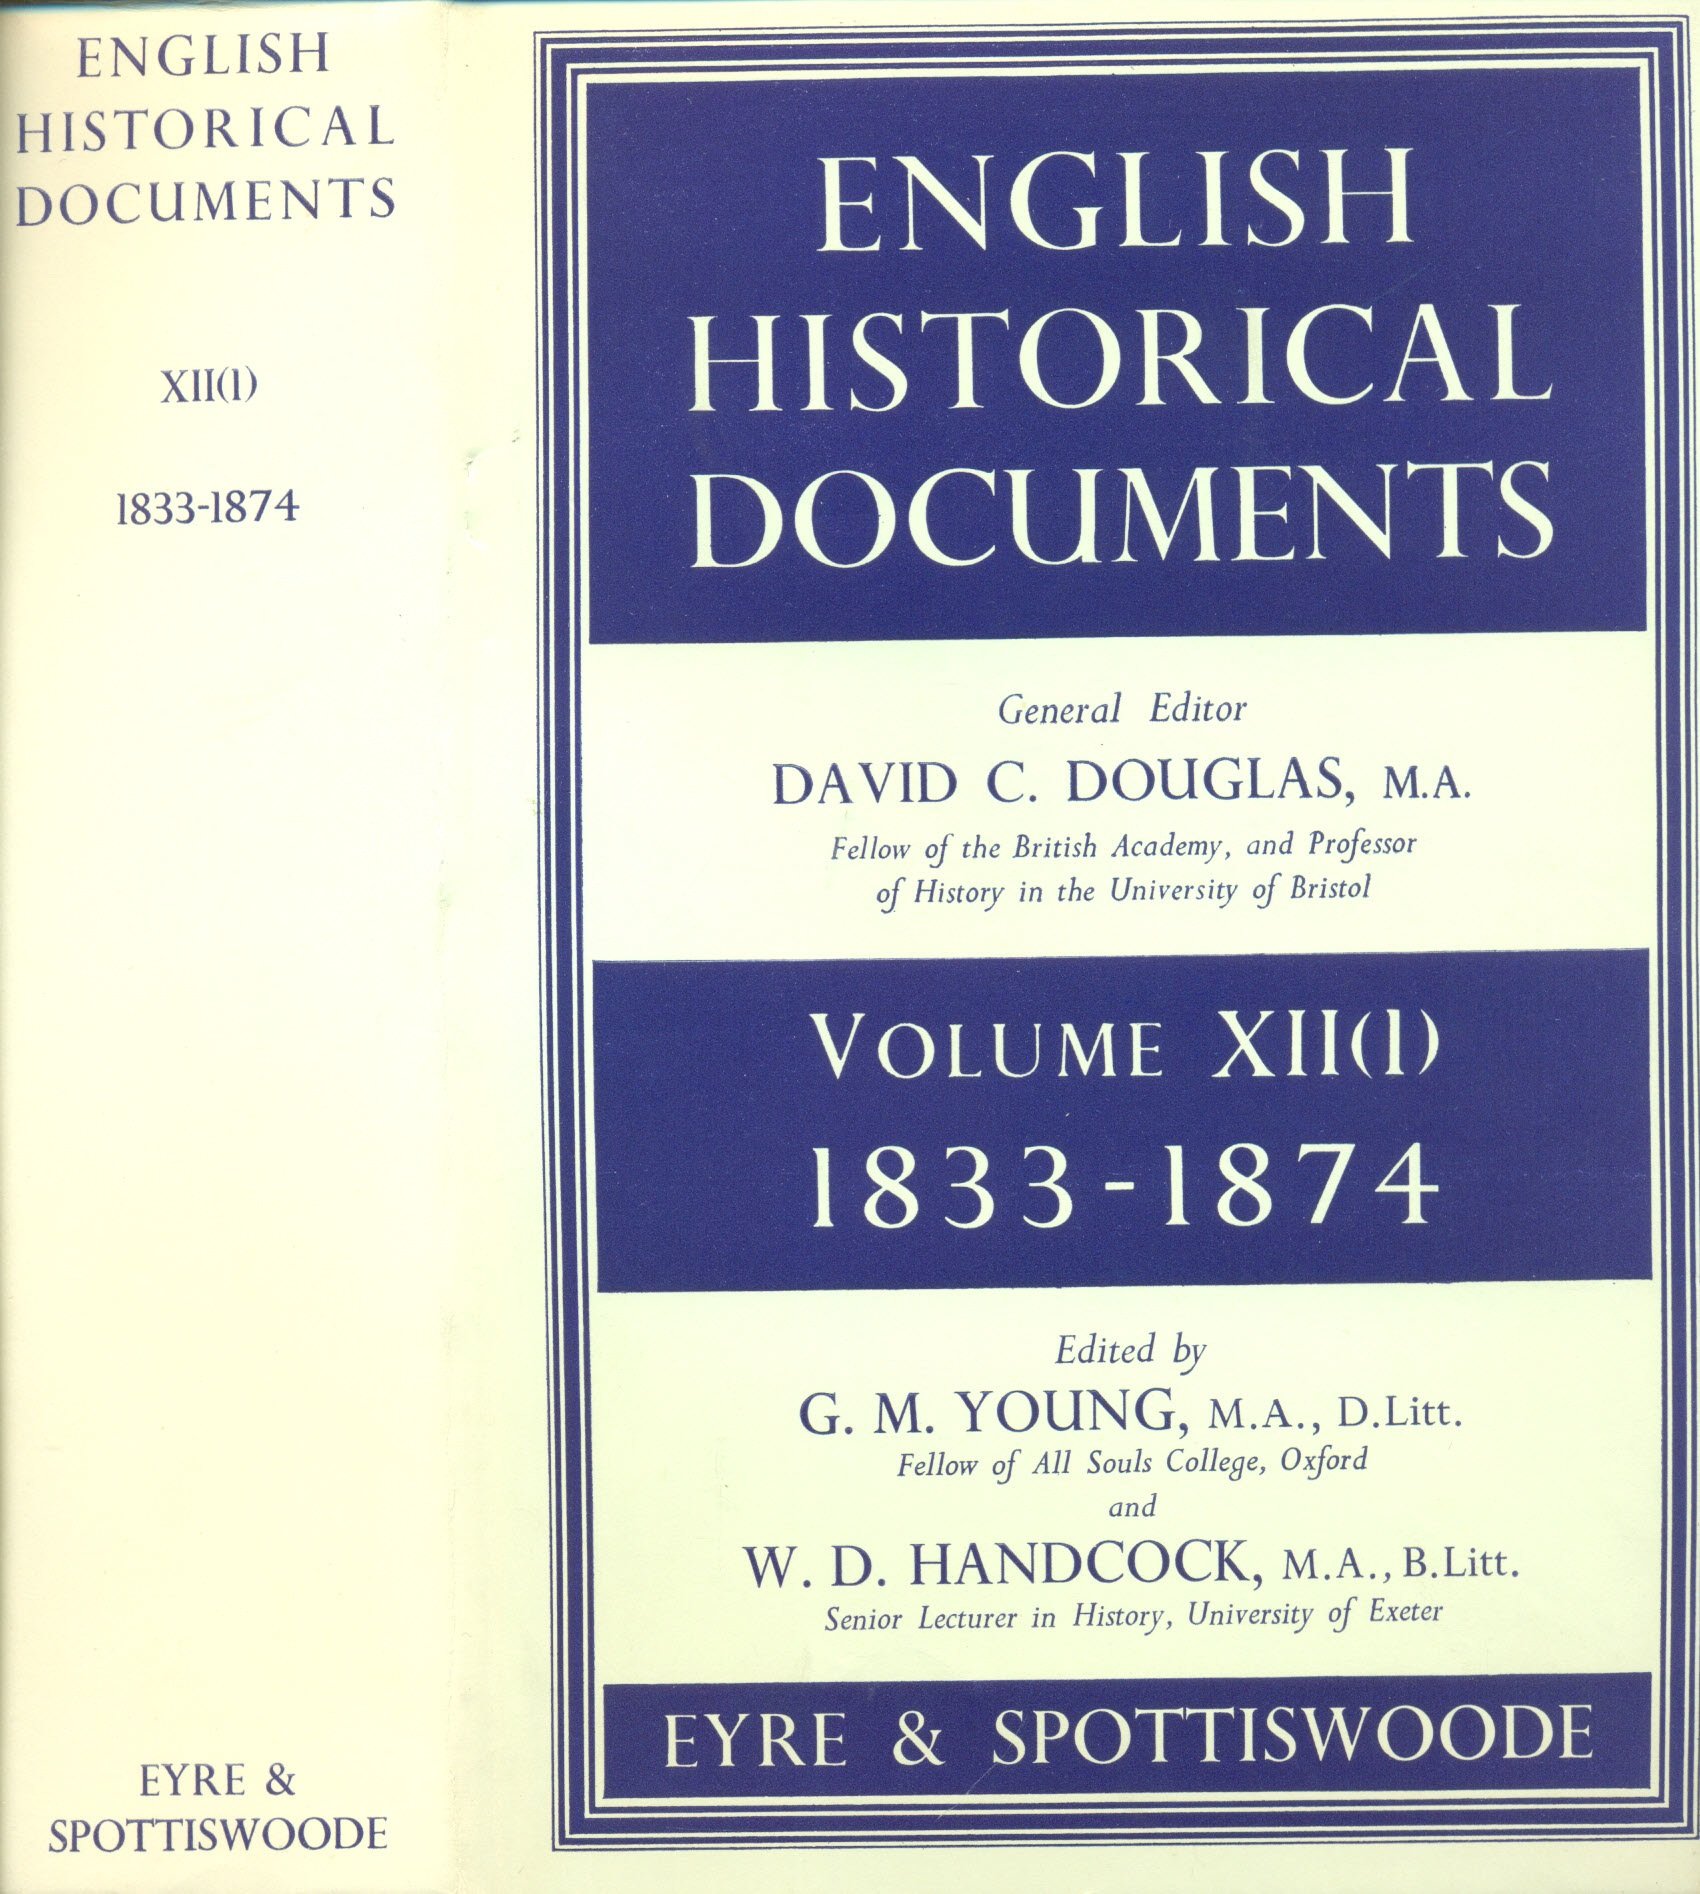 ENGLISH
HISTORICAL
DOCUMENTS
XII(1)
1833-1874
EYRE &
SPOTTISWOODE
ENGLISH
HISTORICAL
DOCUMENTS
General Editor
DAVID C. DOUGLAS, M.A.
Fellow of the British Academy, and Professor
of History in the University of Bristol
VOLUME XII(1)
1833-1874
Edited by
G. M. YOUNG, M.A., D.Litt.
Fellow of All Souls College, Oxford
and
W. D. HANDCOCK, M.A., B.Litt.
Senior Lecturer in History, University of Exeter
EYRE & SPOTTISWOODE